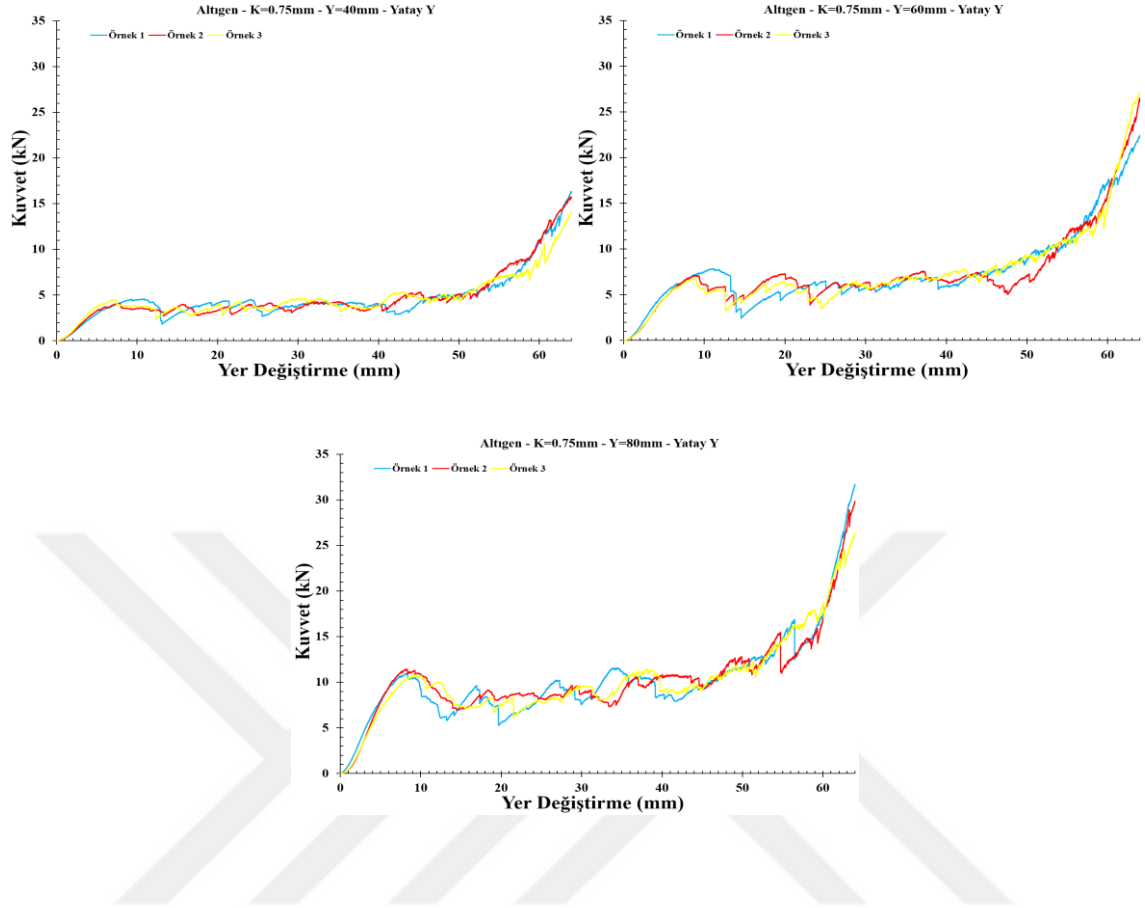 Altıgen - K=0.75mm - Y=40mm - Yatay Y
Örnek 1 Örnek 2 Örnek 3
Kuvvet (kN)
35
30
25
20
15
10
5
0
0 10 20 30 40 50 60
Yer Değiştirme (mm)
Altıgen - K=0.75mm - Y=60mm - Yatay Y
Örnek 1 Örnek 2 Örnek 3
Kuvvet (kN)
35
30
25
20
15
10
5
0
0 10 20 30 40 50 60
Yer Değiştirme (mm)
Altıgen - K=0.75mm - Y=80mm - Yatay Y
Örnek 1 Örnek 2 Örnek 3
Kuvvet (kN)
35
30
25
20
15
10
5
0
0 10 20 30 40 50 60
Yer Değiştirme (mm)